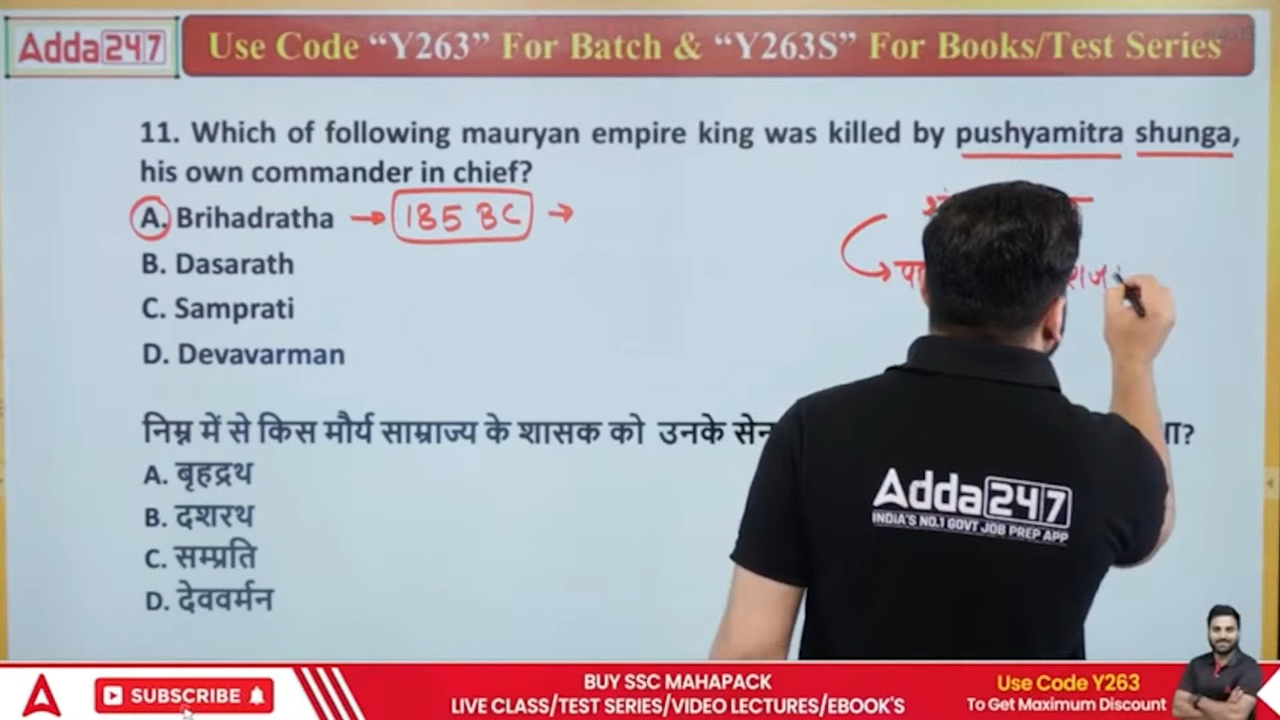 Adda247
Use Code “Y263” For Batch & “Y263S” For Books/Test Series
11. Which of following mauryan empire king was killed by pushyamitra shunga,
his own commander in chief?
A. Brihadratha → 185 BC →
B. Dasarath
C. Samprati
D. Devavarman
निम्न में से किस मौर्य साम्राज्य के शासक को उनके
A. बृहद्रथ
B. दशरथ
C. सम्प्रति
D. देववर्मन
Adda247
INDIA'S NO.1 GOVT JOB PREP APP
SUBSCRIBE
BUY SSC MAHAPACK
LIVE CLASS/TEST SERIES/VIDEO LECTURES/EBOOK'S
Use Code Y263
To Get Maximum Discount